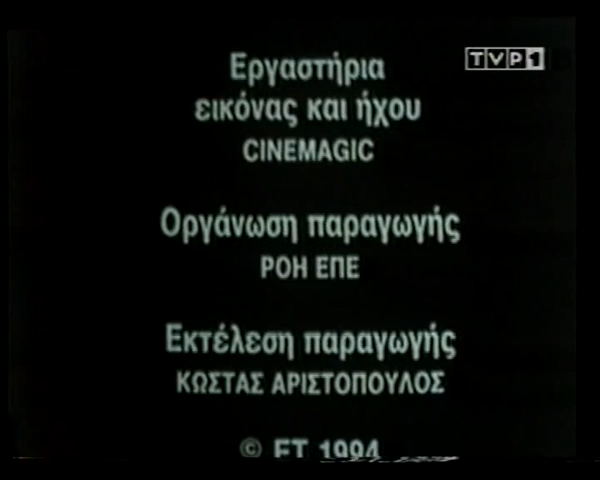 TVP1
Εργαστήρια
εικόνας και ήχου
CINEMAGIC
Οργάνωση παραγωγής
ΡΟΗ ΕΠΕ
Εκτέλεση παραγωγής
ΚΩΣΤΑΣ ΑΡΙΣΤΟΠΟΥΛΟΣ
© ΕΤ 1994